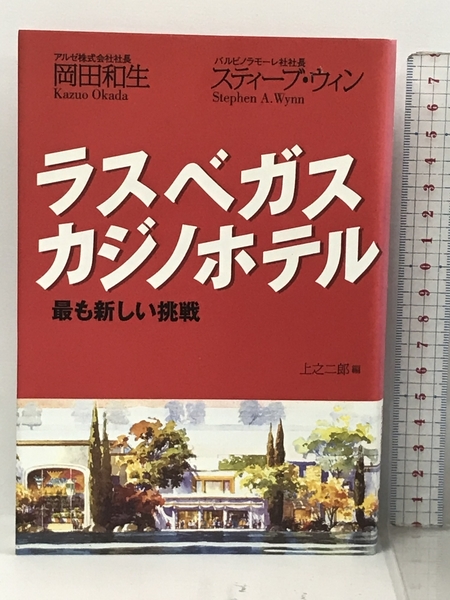 アルゼ株式会社社長
岡田和生
Kazuo Okada
バルビノラモーレ社社長
スティーブ・ウィン
Stephen A. Wynn
ラスベガス
カジノホテル
最も新しい挑戦
上之二郎 編